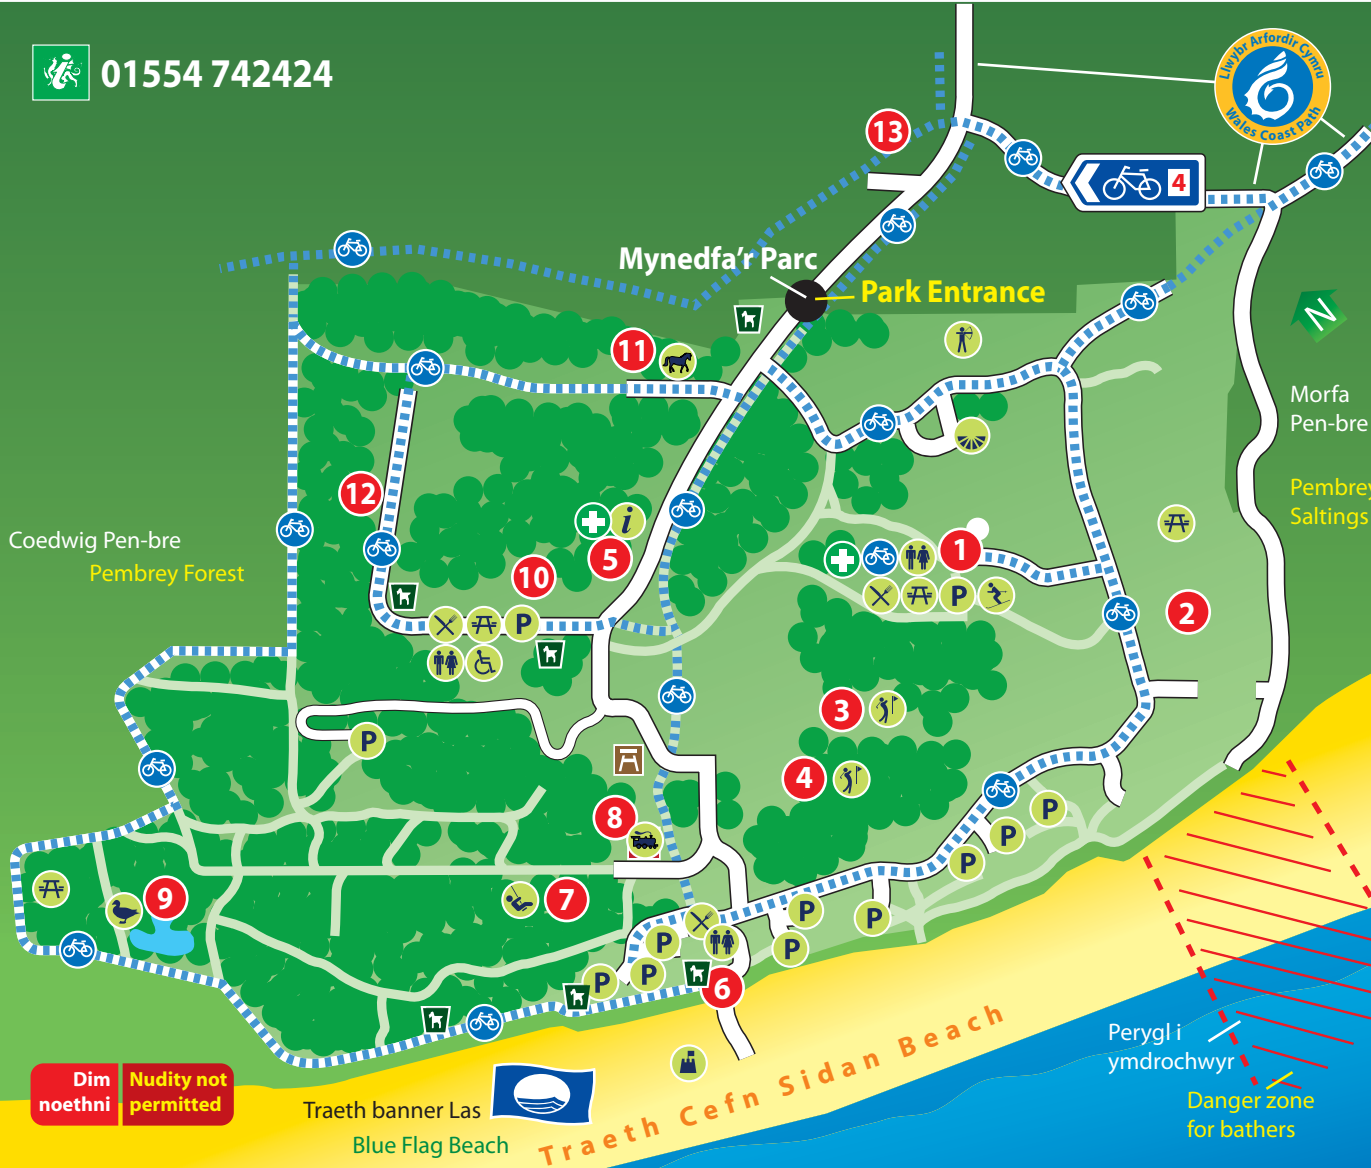 01554 742424
Llwybr Arfordir Cymru
Wales Coast Path
13
4
Mynedfa'r Parc
Park Entrance
N
11
Morfa
Pen-bre
12
Pembrey
Saltings
Coedwig Pen-bre
Pembrey Forest
i
5
1
10
P
P
2
3
P
4
8
P
P
P
7
9
P
P
P
P
P
P
6
Traeth Cefn Sidan Beach
Perygl i
ymdrochwyr
Danger zone
for bathers
Dim
noethni
Nudity not
permitted
Traeth banner Las
Blue Flag Beach